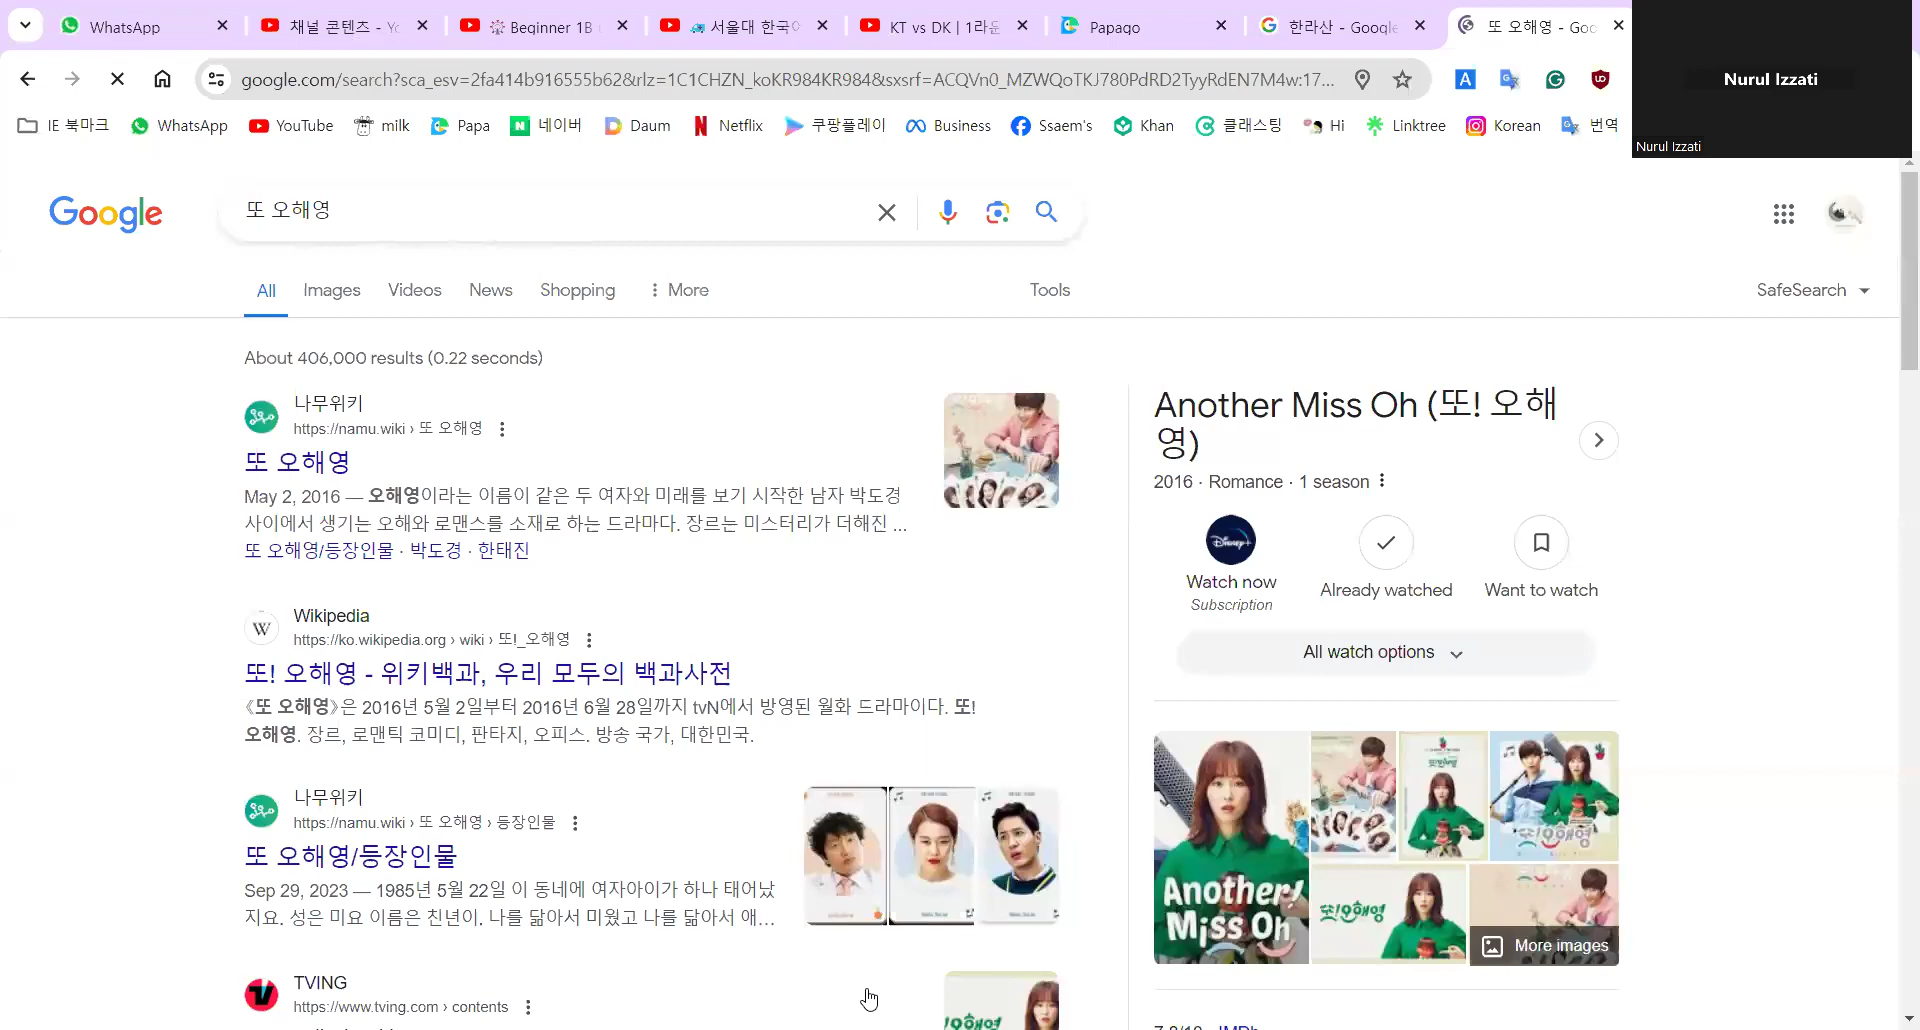 WhatsApp
채널 콘텐츠 - Yo
Beginner 1B
서울대 한국어
KT vs DK | 1라운
Papago
한라산 - Google
또 오해영 - Goo
google.com/search?sca_esv=2fa414b916555b62&rlz=1C1CHZN_koKR984KR984&sxsrf=ACQVn0_MZWQoTKJ780PdRD2TyyRdEN7M4w:17...
IE 북마크
WhatsApp
YouTube
milk
Papa
네이버
Daum
Netflix
쿠팡플레이
Business
Ssaem's
Khan
클래스팅
Hi
Linktree
Korean
번역
Nurul Izzati
Nurul Izzati
Google
또 오해영
All
Images
Videos
News
Shopping
More
Tools
SafeSearch
About 406,000 results (0.22 seconds)
나무위키
https://namu.wiki › 또 오해영
또 오해영
May 2, 2016 — 오해영이라는 이름이 같은 두 여자와 미래를 보기 시작한 남자 박도경
사이에서 생기는 오해와 로맨스를 소재로 하는 드라마다. 장르는 미스터리가 더해진 ...
또 오해영/등장인물 · 박도경 · 한태진
Wikipedia
https://ko.wikipedia.org › wiki › 또!_오해영
또! 오해영 - 위키백과, 우리 모두의 백과사전
《또 오해영》은 2016년 5월 2일부터 2016년 6월 28일까지 tvN에서 방영된 월화 드라마이다. 또!
오해영. 장르, 로맨틱 코미디, 판타지, 오피스. 방송 국가, 대한민국.
나무위키
https://namu.wiki › 또 오해영 › 등장인물
또 오해영/등장인물
Sep 29, 2023 — 1985년 5월 22일 이 동네에 여자아이가 하나 태어났
지요. 성은 미요 이름은 친년이. 나를 닮아서 미웠고 나를 닮아서 애...
TVING
https://www.tving.com › contents
Another Miss Oh (또! 오해
영)
2016 · Romance · 1 season
Disney+
Watch now
Subscription
Already watched
Want to watch
All watch options
Another!
Miss Oh
또!오해영
More images
7.8/10
IMDb